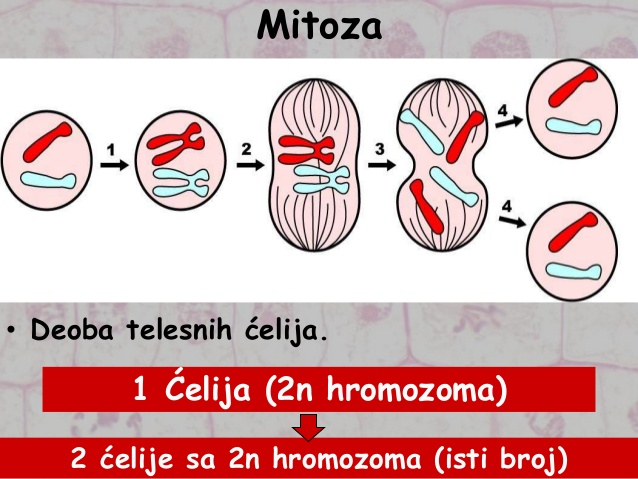 Mitoza
1
2
3
4
4
• Deoba telesnih ćelija.
1 Ćelija (2n hromozoma)
2 ćelije sa 2n hromozoma (isti broj)